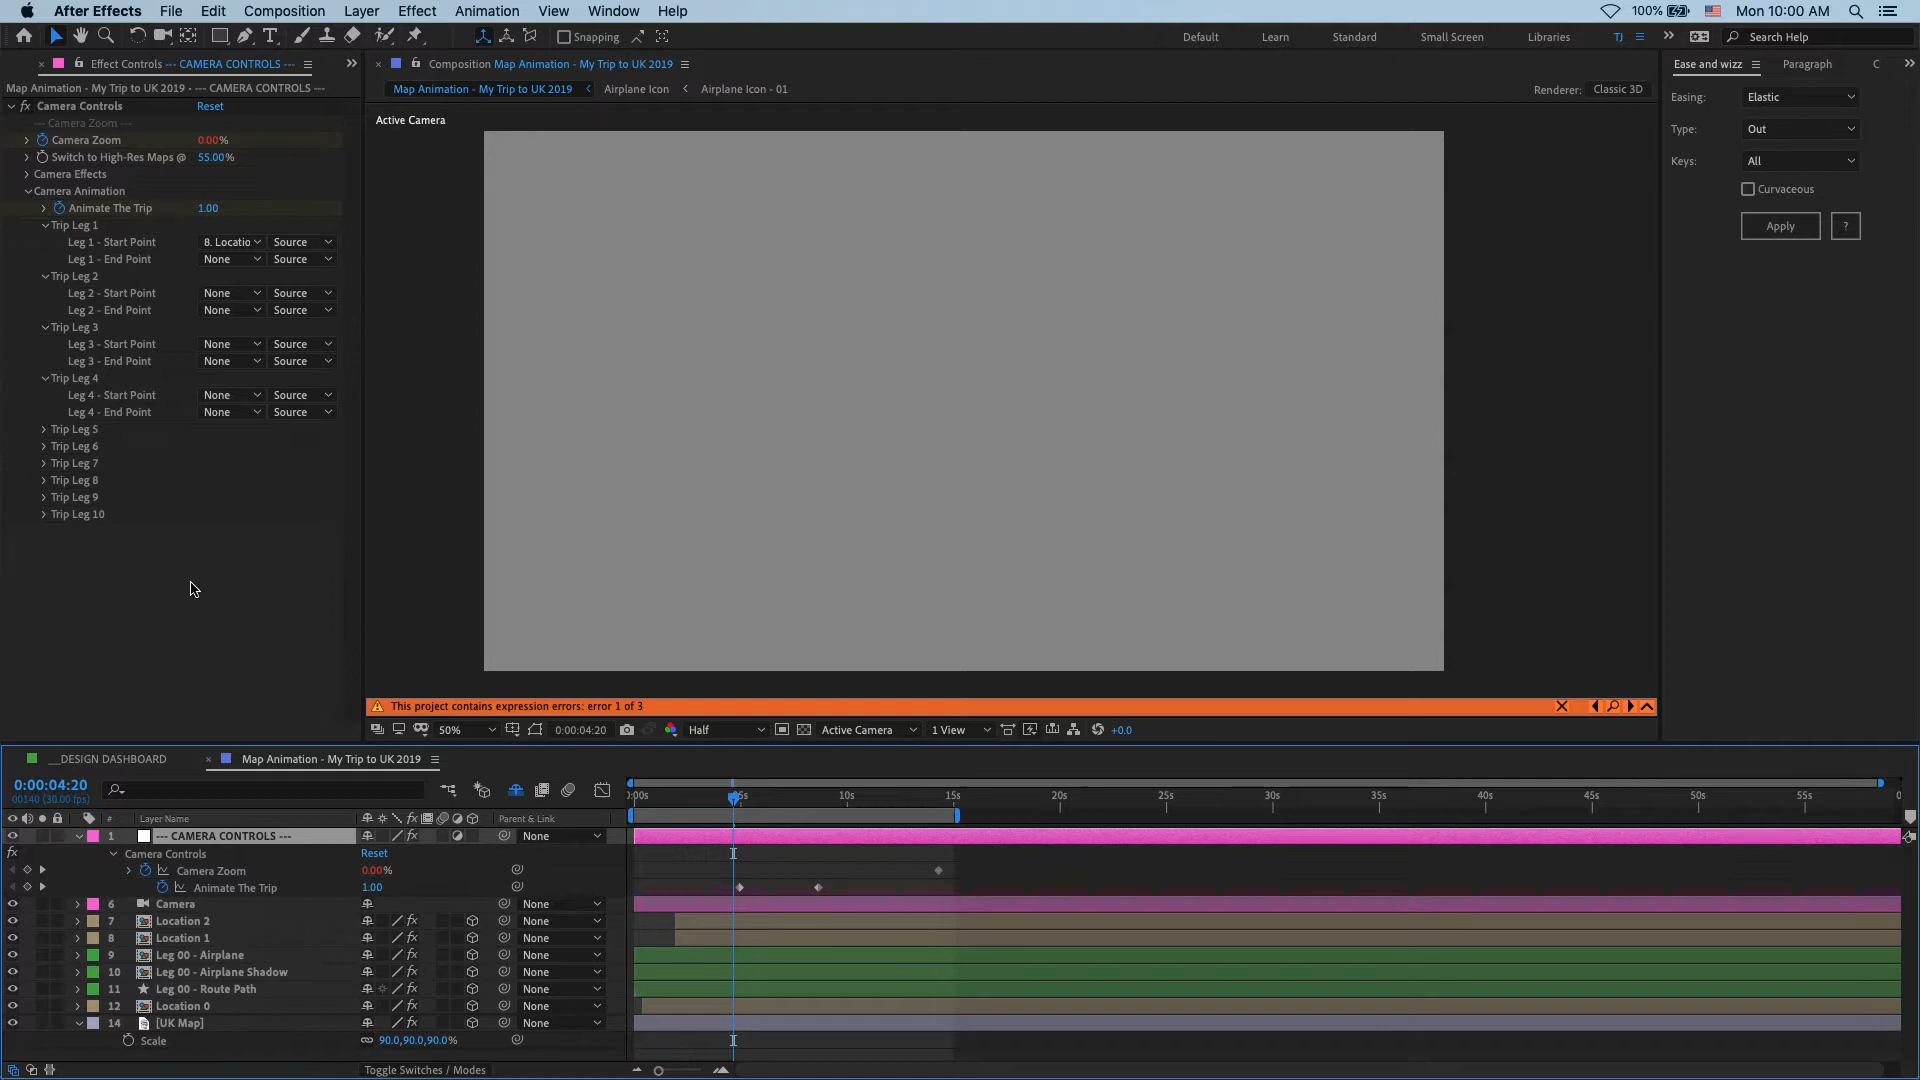 After Effects File Edit Composition Layer Effect Animation View Window Help 100% Mon 10:00 AM
Snapping Default Learn Standard Small Screen Libraries TJ Search Help
Effect Controls --- CAMERA CONTROLS ---
Map Animation - My Trip to UK 2019 • --- CAMERA CONTROLS ---
fx Camera Controls Reset
--- Camera Zoom ---
Camera Zoom 0.00%
Switch to High-Res Maps @ 55.00%
Camera Effects
Camera Animation
Animate The Trip 1.00
Trip Leg 1
Leg 1 - Start Point 8. Locatio Source
Leg 1 - End Point None Source
Trip Leg 2
Leg 2 - Start Point None Source
Leg 2 - End Point None Source
Trip Leg 3
Leg 3 - Start Point None Source
Leg 3 - End Point None Source
Trip Leg 4
Leg 4 - Start Point None Source
Leg 4 - End Point None Source
Trip Leg 5
Trip Leg 6
Trip Leg 7
Trip Leg 8
Trip Leg 9
Trip Leg 10
Composition Map Animation - My Trip to UK 2019
Map Animation - My Trip to UK 2019 Airplane Icon Airplane Icon - 01 Renderer: Classic 3D
Active Camera
This project contains expression errors: error 1 of 3
50% 0:00:04:20 Half Active Camera 1 View +0.0
Ease and wizz Paragraph C
Easing: Elastic
Type: Out
Keys: All
Curvaceous
Apply ?
__DESIGN DASHBOARD Map Animation - My Trip to UK 2019
0:00:04:20
00140 (30.00 fps)
:00s 5s 10s 15s 20s 25s 30s 35s 40s 45s 50s 55s 0
# Layer Name fx Parent & Link
1 --- CAMERA CONTROLS --- fx None
fx Camera Controls Reset
Camera Zoom 0.00%
Animate The Trip 1.00
6 Camera None
7 Location 2 fx None
8 Location 1 fx None
9 Leg 00 - Airplane fx None
10 Leg 00 - Airplane Shadow fx None
11 Leg 00 - Route Path fx None
12 Location 0 fx None
14 [UK Map] fx None
Scale 90.0,90.0,90.0%
Toggle Switches / Modes